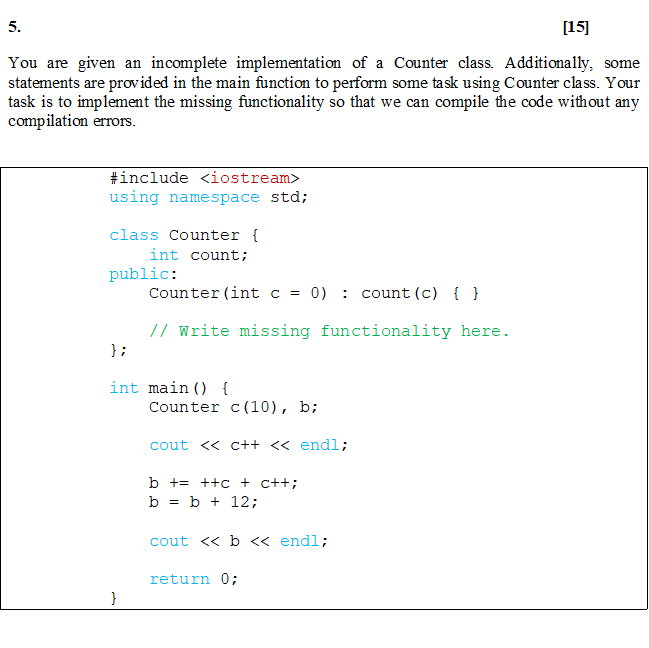 5. [15]
You are given an incomplete implementation of a Counter class. Additionally, some
statements are provided in the main function to perform some task using Counter class. Your
task is to implement the missing functionality so that we can compile the code without any
compilation errors.
#include <iostream>
using namespace std;
class Counter {
int count;
public:
Counter(int c = 0) : count(c) { }
// Write missing functionality here.
};
int main() {
Counter c(10), b;
cout << c++ << endl;
b += ++c + c++;
b = b + 12;
cout << b << endl;
return 0;
}